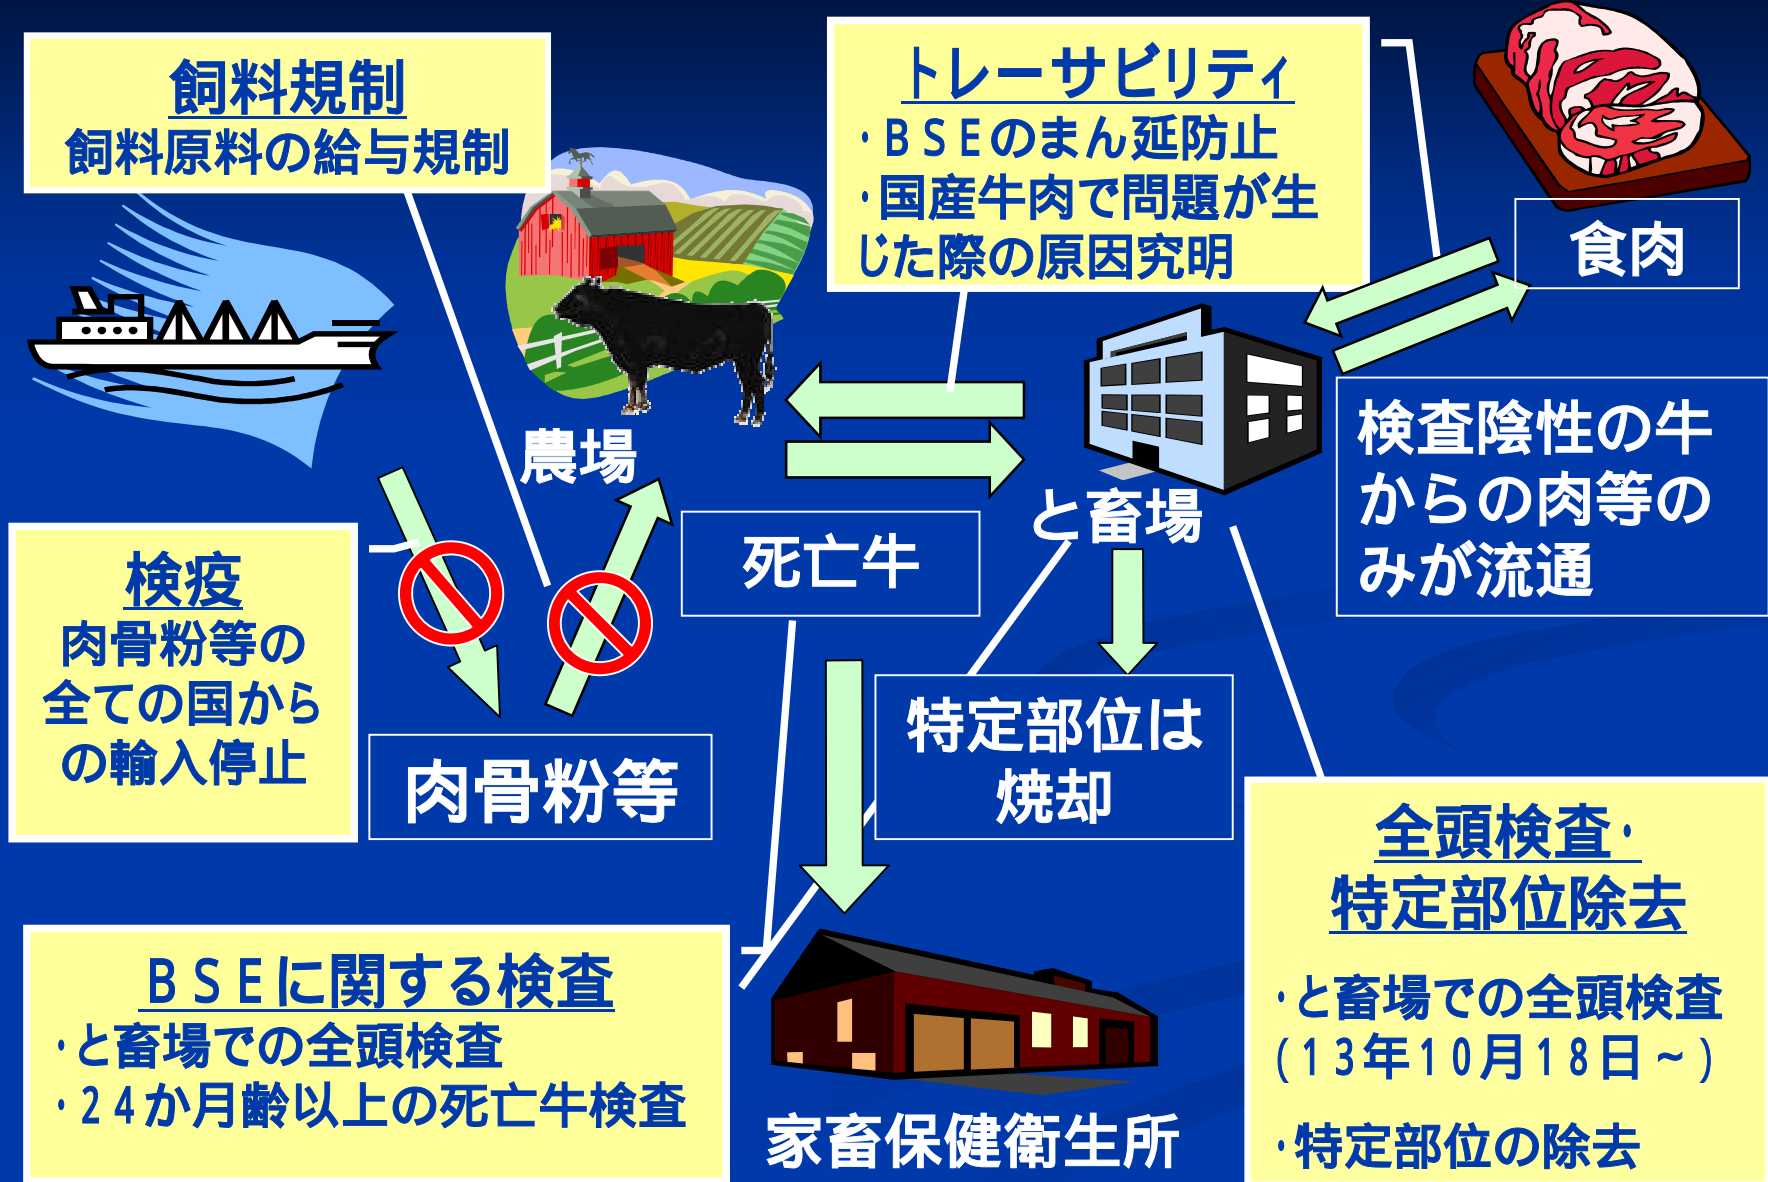 飼料規制
飼料原料の給与規制
トレーサビリティ
・ＢＳＥのまん延防止
・国産牛肉で問題が生
じた際の原因究明
食肉
農場
と畜場
検査陰性の牛
からの肉等の
みが流通
検疫
肉骨粉等の
全ての国から
の輸入停止
死亡牛
肉骨粉等
特定部位は
焼却
全頭検査・
特定部位除去
・と畜場での全頭検査
(１３年１０月１８日～)
・特定部位の除去
ＢＳＥに関する検査
・と畜場での全頭検査
・２４か月齢以上の死亡牛検査
家畜保健衛生所